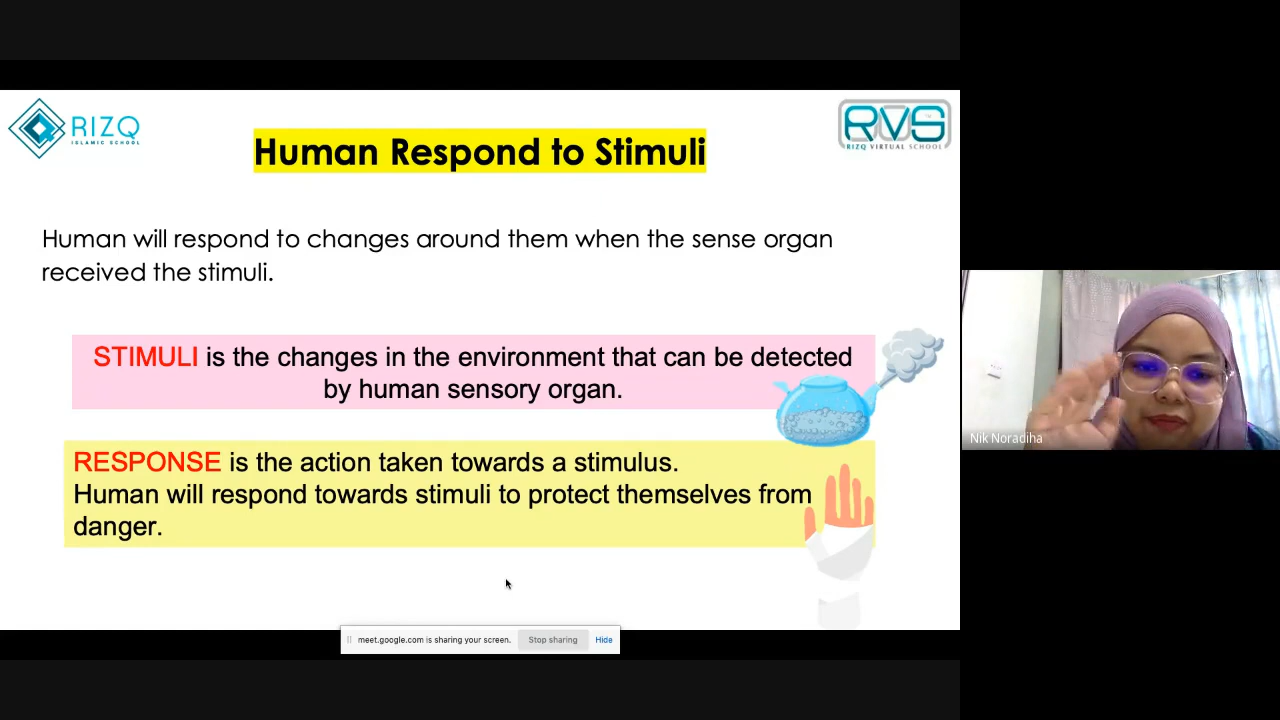 RIZQ
ISLAMIC SCHOOL
RVS
RIZQ VIRTUAL SCHOOL
Human Respond to Stimuli
Human will respond to changes around them when the sense organ
received the stimuli.
STIMULI is the changes in the environment that can be detected
by human sensory organ.
RESPONSE is the action taken towards a stimulus.
Human will respond towards stimuli to protect themselves from
danger.
Nik Noradiha
meet.google.com is sharing your screen.
Stop sharing
Hide